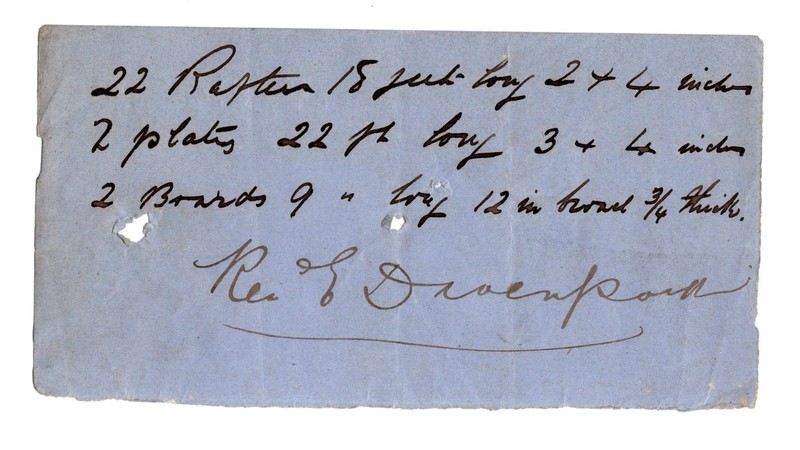 22 Rafters 18 feet long 2 + 4 inches
2 plates 22 ft long 3 + 4 inches
2 Boards 9 " long 12 in broad 3/4 thick.
Rev E Davenport